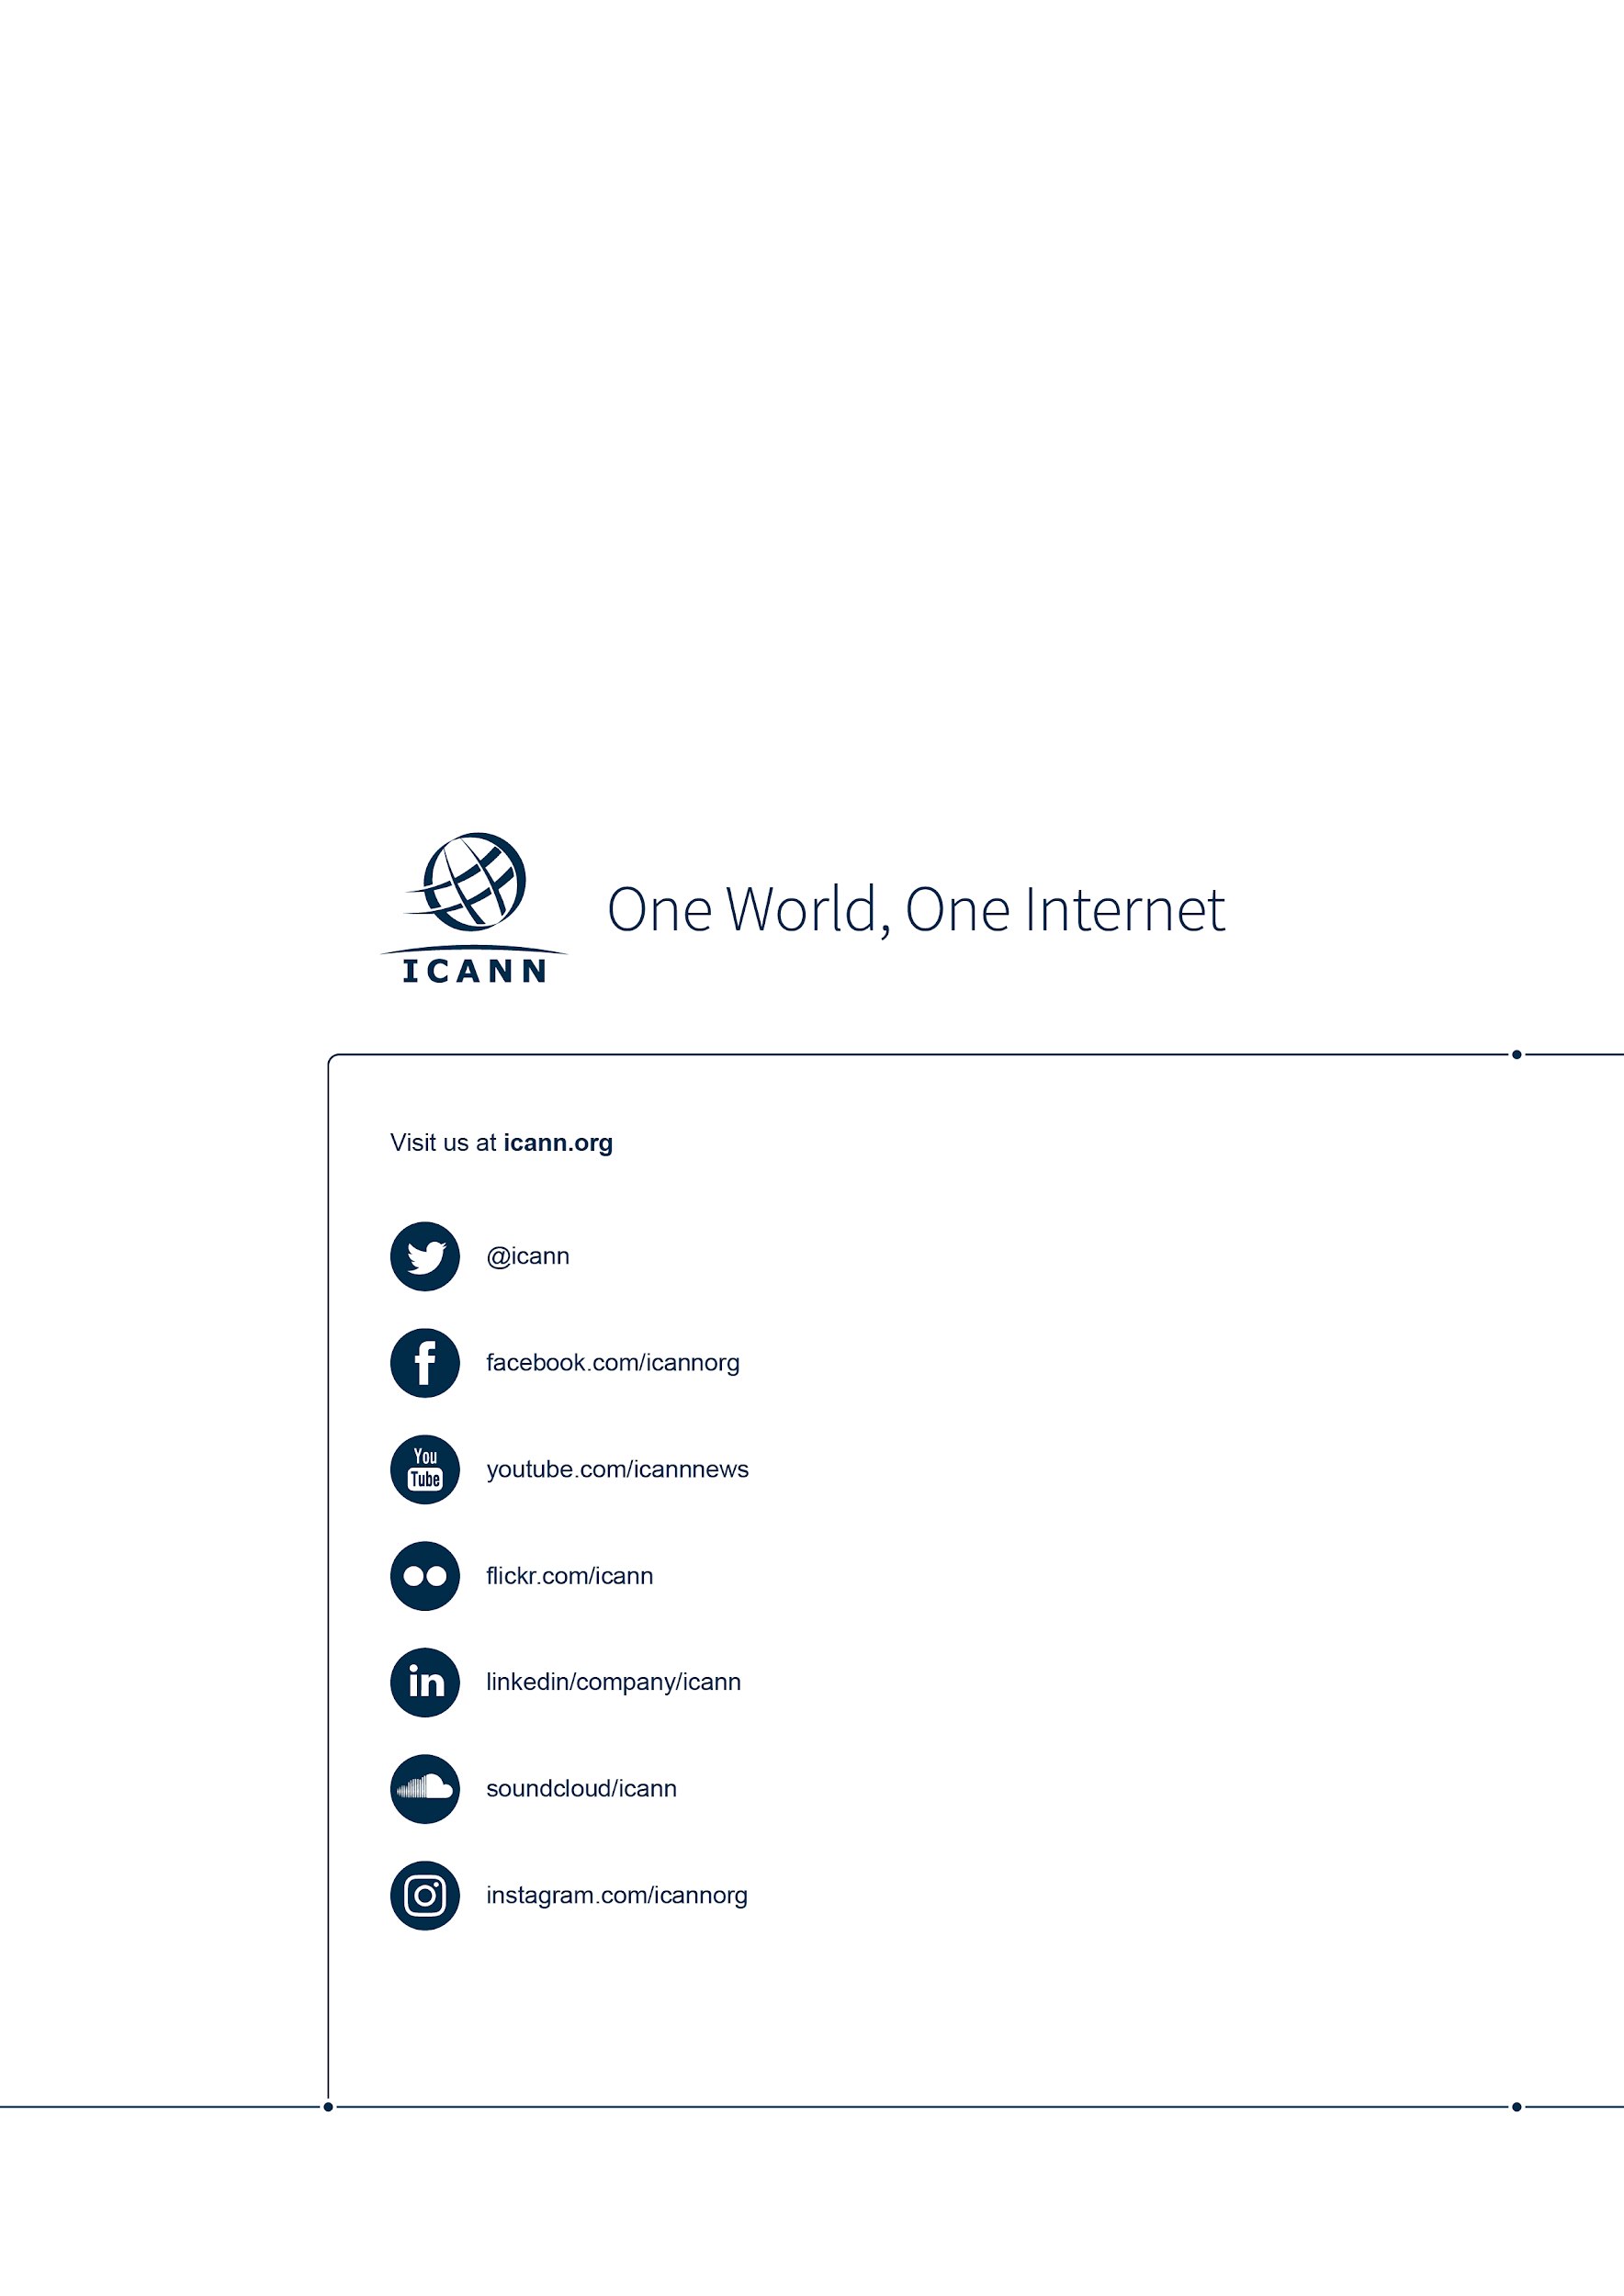 ICANN
One World, One Internet
Visit us at icann.org
@icann
facebook.com/icannorg
You
Tube
youtube.com/icannnews
flickr.com/icann
in
linkedin/company/icann
soundcloud/icann
instagram.com/icannorg